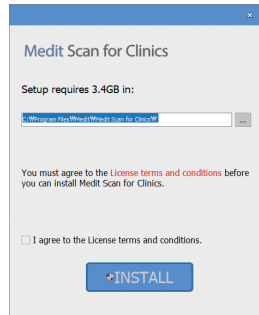 Medit Scan for Clinics
Setup requires 3.4GB in:
C:₩Program Files₩Medit₩Medit Scan for Clinics₩
...
You must agree to the License terms and conditions before
you can install Medit Scan for Clinics.
I agree to the License terms and conditions.
INSTALL